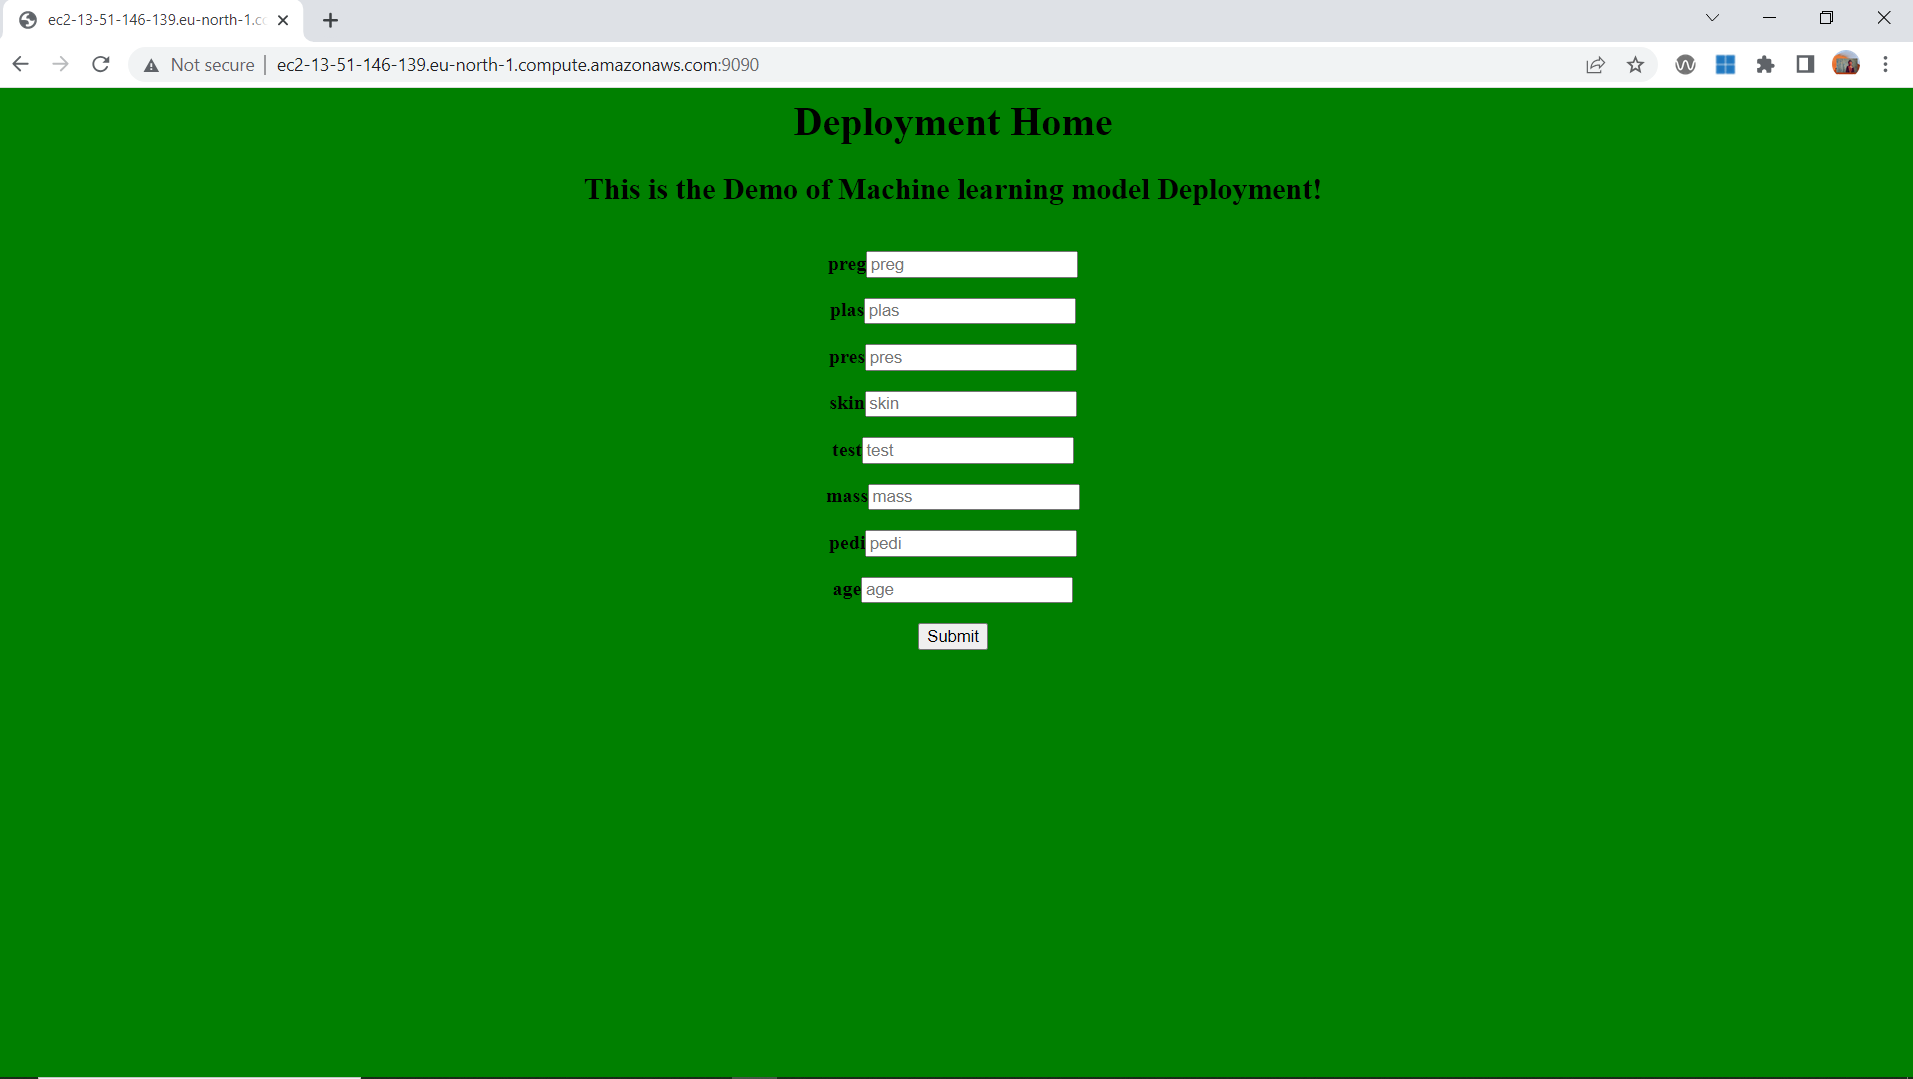 ec2-13-51-146-139.eu-north-1.cc
Not secure ec2-13-51-146-139.eu-north-1.compute.amazonaws.com:9090
Deployment Home
This is the Demo of Machine learning model Deployment!
preg preg
plas plas
pres pres
skin skin
test test
mass mass
pedi pedi
age age
Submit